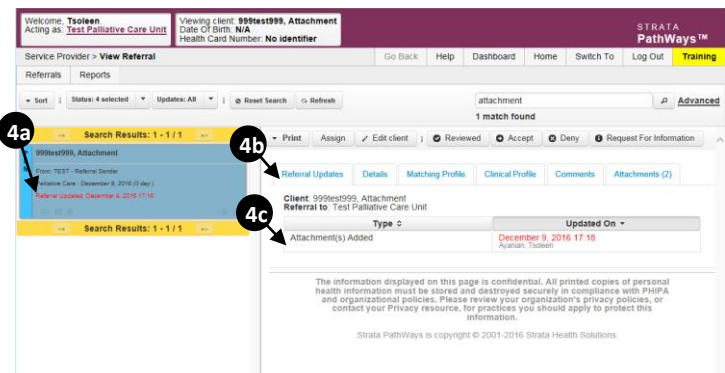 Welcome, Tsoleen.
Acting as: Test Palliative Care Unit
Viewing client: 999test999, Attachment
Date Of Birth: N/A
Health Card Number: No identifier
STRATA
PathWays™
Service Provider > View Referral
Go Back Help Dashboard Home Switch To Log Out Training
Referrals Reports
Sort Status: 4 selected Updates: All Reset Search Refresh
attachment
Advanced
1 match found
4a
Search Results: 1 - 1 / 1
999test999, Attachment
From: TEST - Referral Sender
Palliative Care - December 9, 2016 (0 day)
Referral Updated: December 9, 2016 17:18
Search Results: 1 - 1 / 1
Print Assign Edit client Reviewed Accept Deny Request For Information
4b
Referral Updates Details Matching Profile Clinical Profile Comments Attachments (2)
Client: 999test999, Attachment
Referral to: Test Palliative Care Unit
4c
Type Updated On
Attachment(s) Added December 9, 2016 17:18
Ayanian, Tsoleen
The information displayed on this page is confidential. All printed copies of personal
health information must be stored and destroyed securely in compliance with PHIPA
and organizational policies. Please review your organization's privacy policies, or
contact your Privacy resource, for practices you should apply to protect this
information.
Strata PathWays is copyright © 2001-2016 Strata Health Solutions.